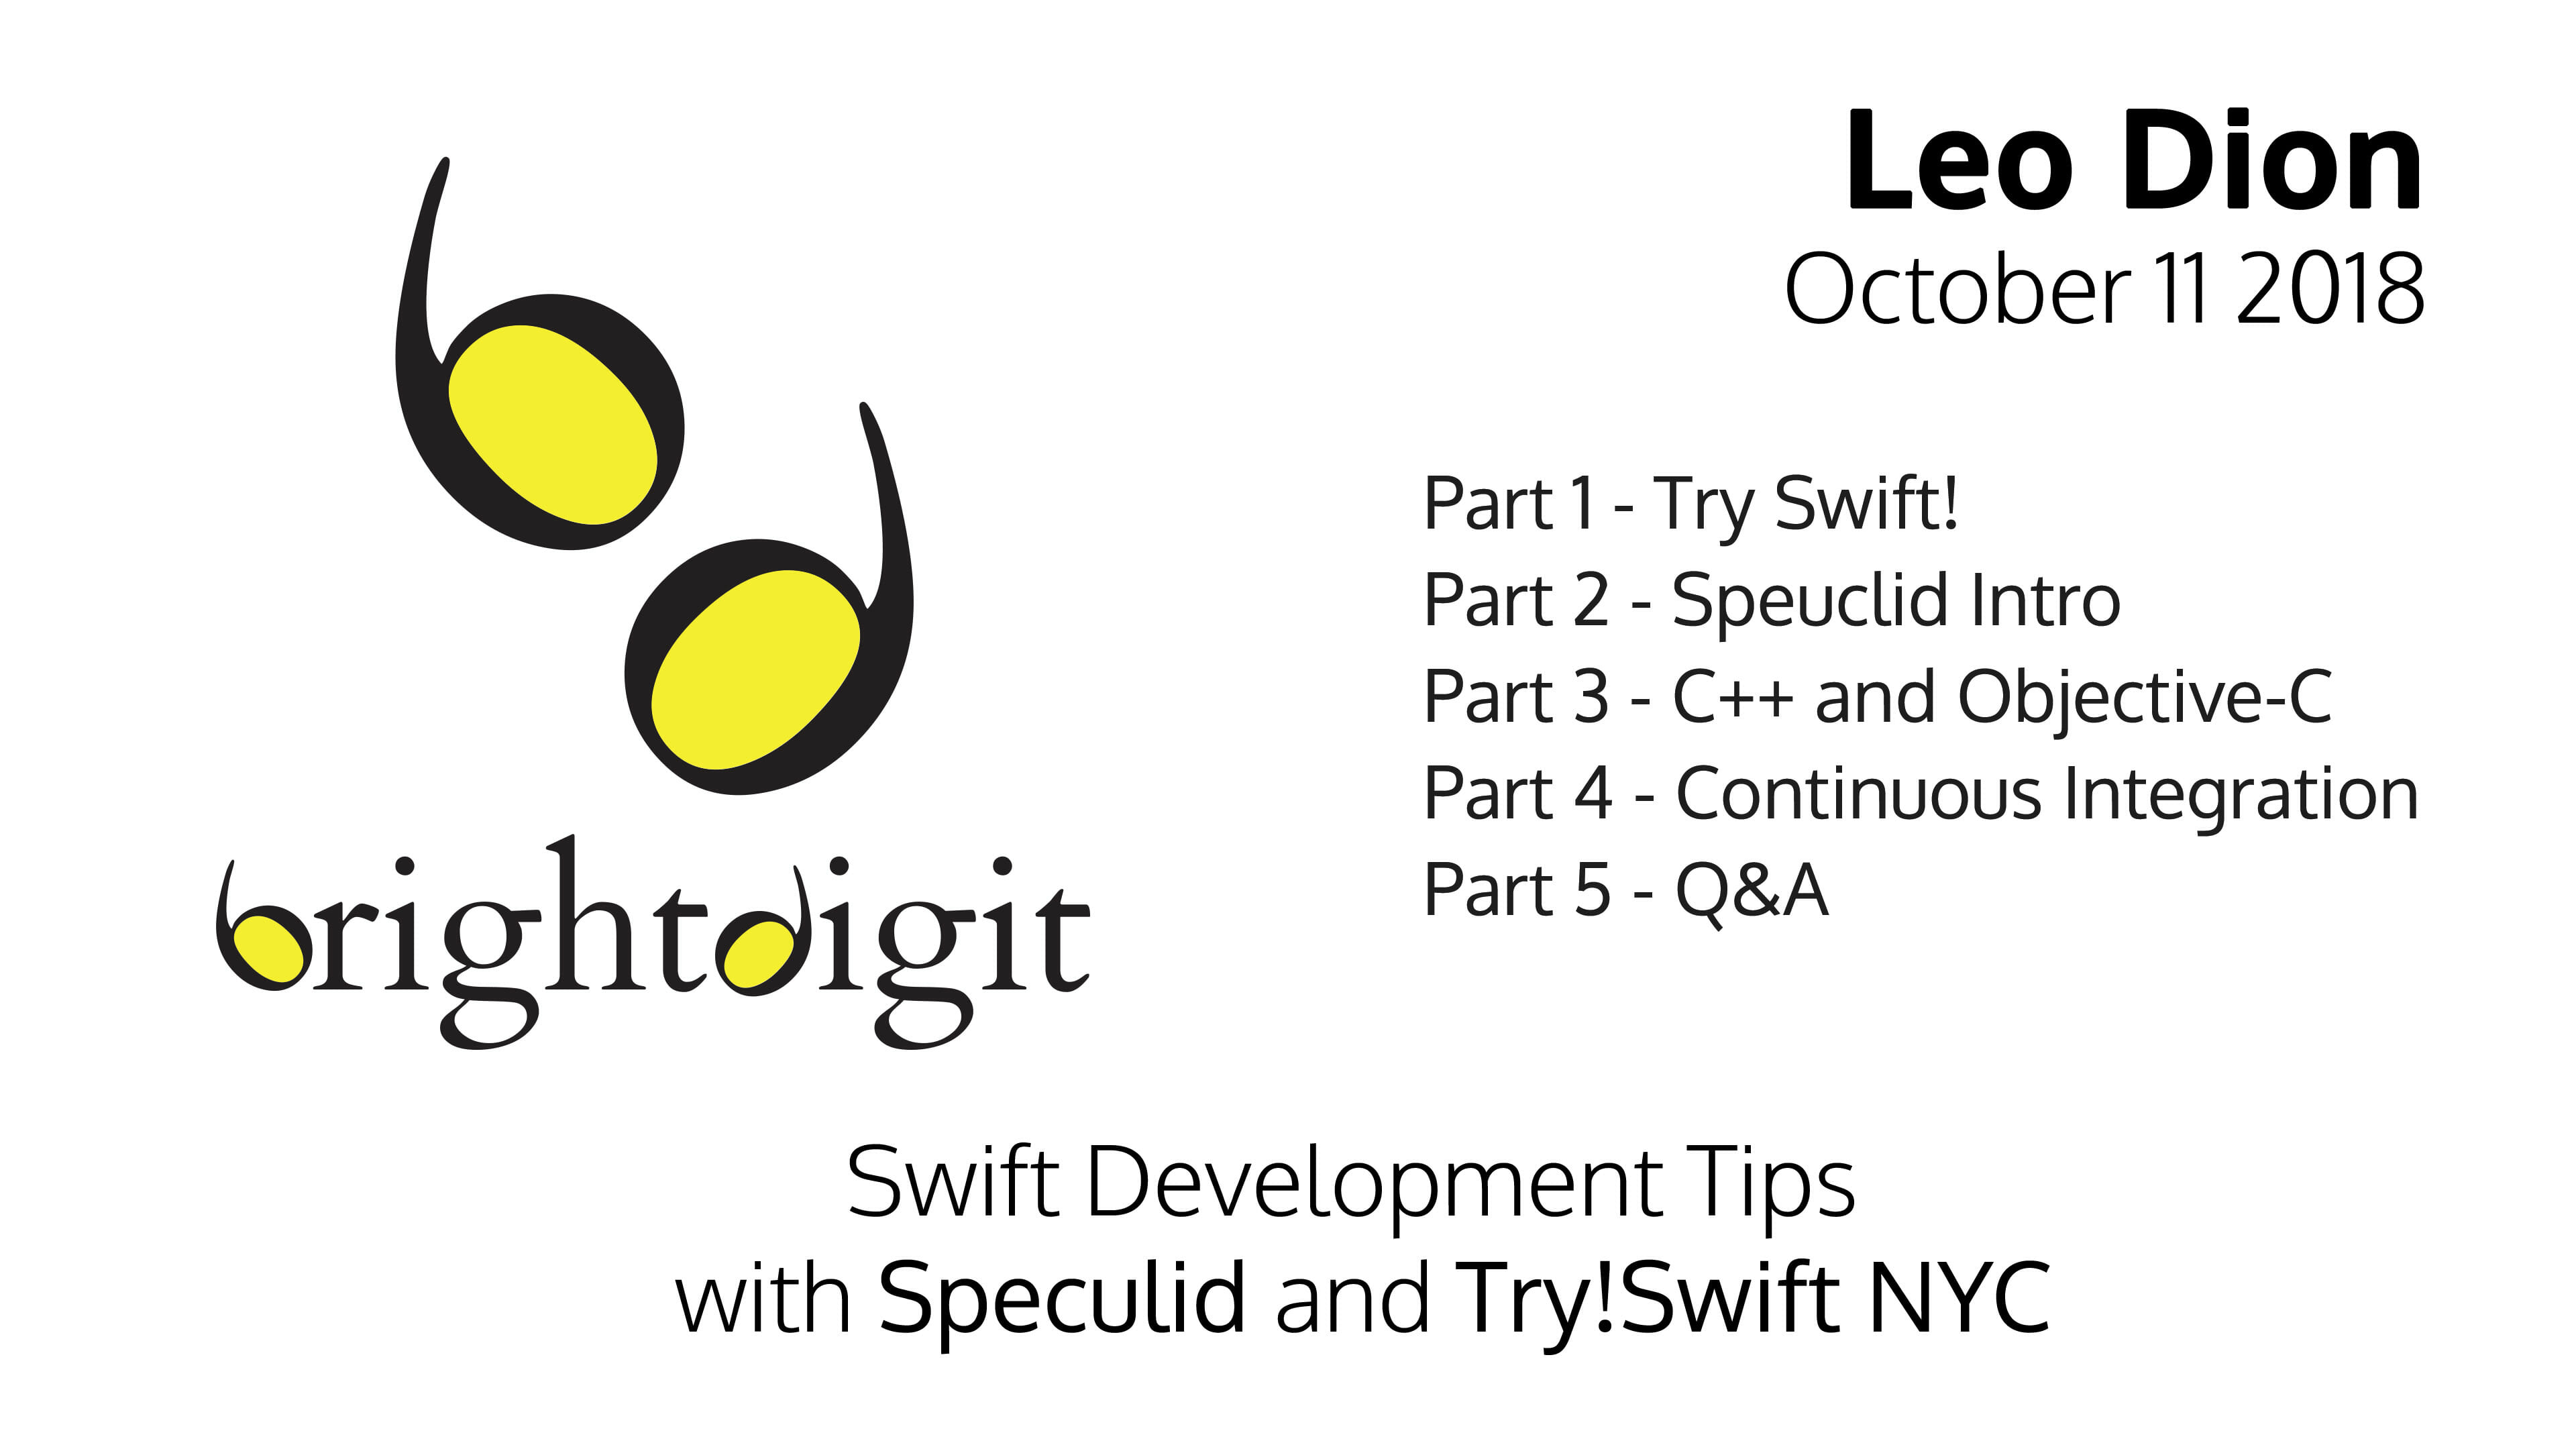 Leo Dion
October 11 2018
Part 1 - Try Swift!
Part 2 - Speuclid Intro
Part 3 - C++ and Objective-C
Part 4 - Continuous Integration
Part 5 - Q&A
brightdigit
Swift Development Tips
with Speculid and Try!Swift NYC